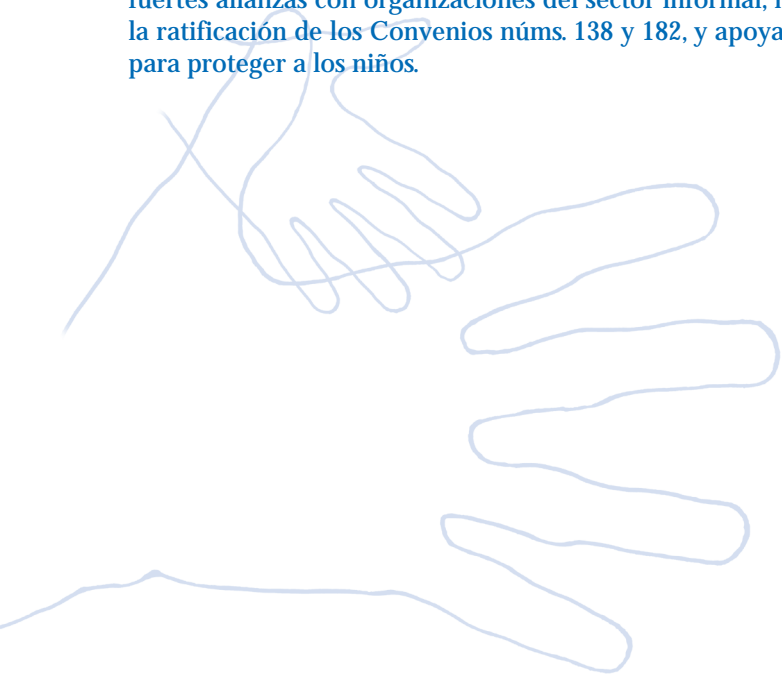 fuertes alianzas con organizaciones del sector informal,
la ratificación de los Convenios núms. 138 y 182, y apoya
para proteger a los niños.